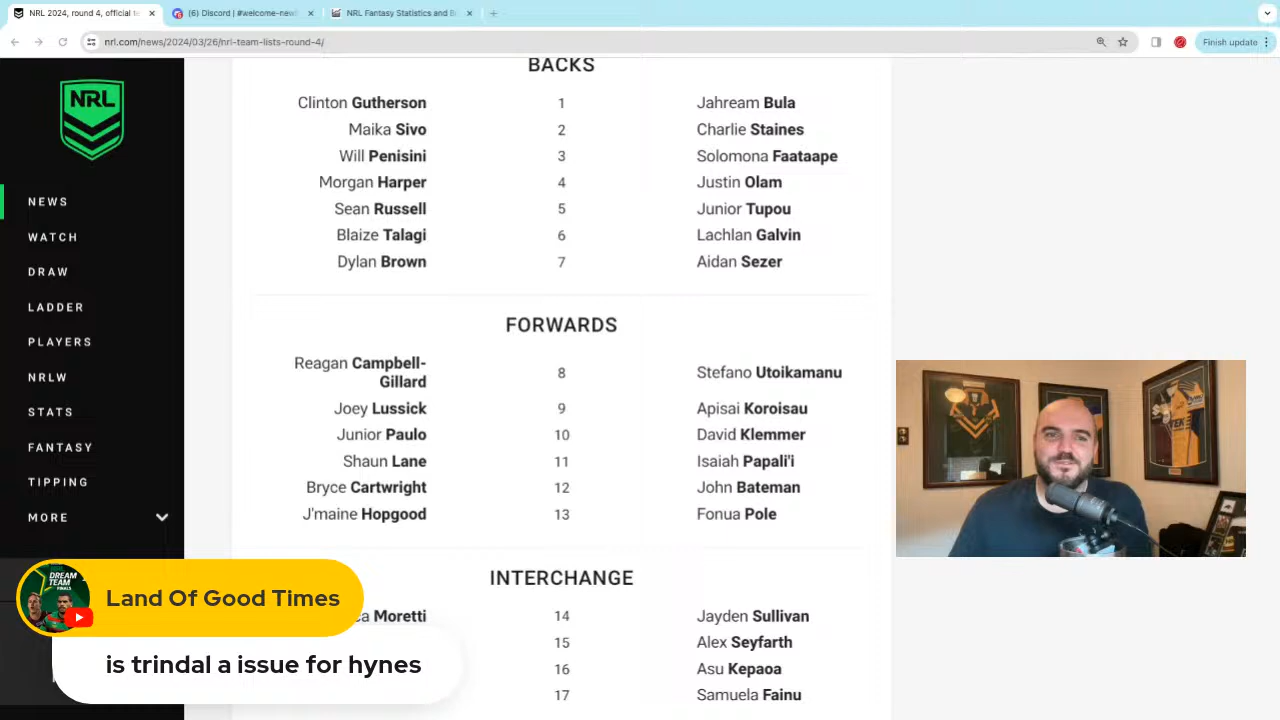 NRL 2024, round 4, official te
(6) Discord | #welcome-new
NRL Fantasy Statistics and B
nrl.com/news/2024/03/26/nrl-team-lists-round-4/
Finish update
NRL
NEWS
WATCH
DRAW
LADDER
PLAYERS
NRLW
STATS
FANTASY
TIPPING
MORE
BACKS
Clinton Gutherson 1 Jahream Bula
Maika Sivo 2 Charlie Staines
Will Penisini 3 Solomona Faataape
Morgan Harper 4 Justin Olam
Sean Russell 5 Junior Tupou
Blaize Talagi 6 Lachlan Galvin
Dylan Brown 7 Aidan Sezer
FORWARDS
Reagan Campbell-
Gillard 8 Stefano Utoikamanu
Joey Lussick 9 Apisai Koroisau
Junior Paulo 10 David Klemmer
Shaun Lane 11 Isaiah Papali'i
Bryce Cartwright 12 John Bateman
J'maine Hopgood 13 Fonua Pole
INTERCHANGE
a Moretti 14 Jayden Sullivan
15 Alex Seyfarth
16 Asu Kepaoa
17 Samuela Fainu
DREAM
TEAM
FINALS
Land Of Good Times
is trindal a issue for hynes